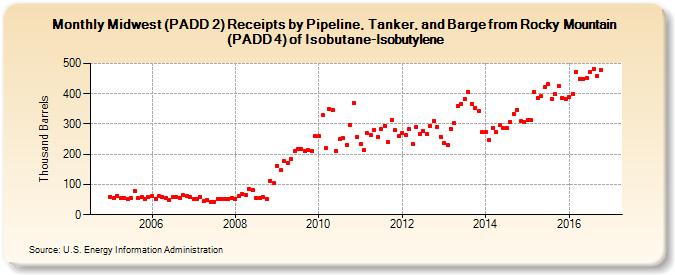 Monthly Midwest (PADD 2) Receipts by Pipeline, Tanker, and Barge from Rocky Mountain
(PADD 4) of Isobutane-Isobutylene
Thousand Barrels
500
400
300
200
100
0
2006 2008 2010 2012 2014 2016
Source: U.S. Energy Information Administration